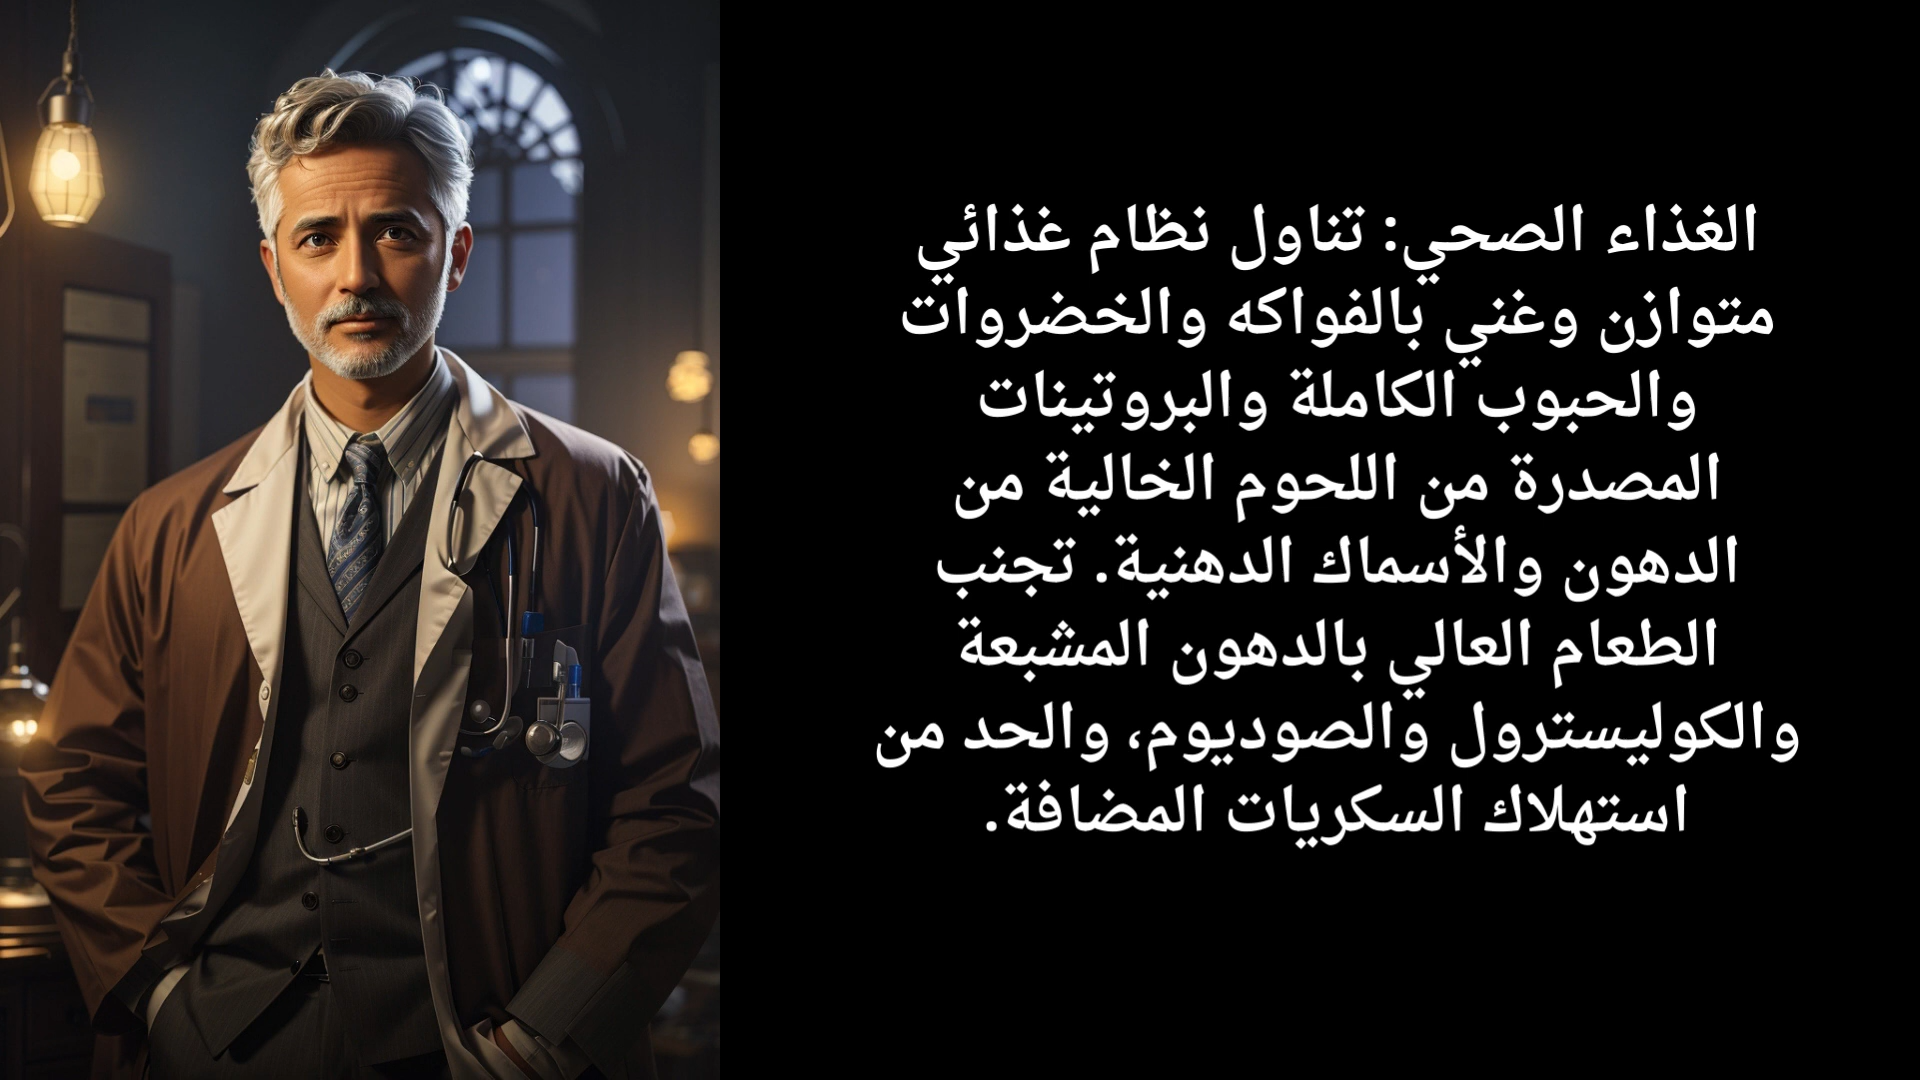 الغذاء الصحي: تناول نظام غذائي
متوازن وغني بالفواكه والخضروات
والحبوب الكاملة والبروتينات
المصدرة من اللحوم الخالية من
الدهون والأسماك الدهنية. تجنب
الطعام العالي بالدهون المشبعة
والكوليسترول والصوديوم، والحد من
استهلاك السكريات المضافة.